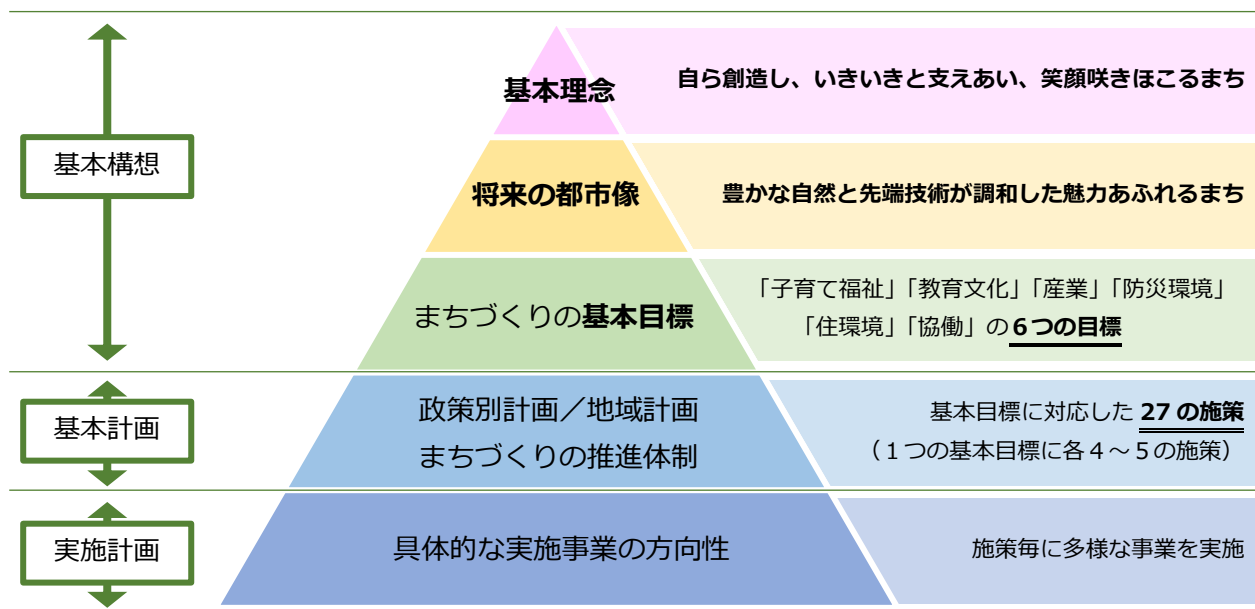 基本構想
基本理念
自ら創造し、いきいきと支えあい、笑顔咲きほこるまち
将来の都市像
豊かな自然と先端技術が調和した魅力あふれるまち
まちづくりの基本目標
「子育て福祉」「教育文化」「産業」「防災環境」
「住環境」「協働」の６つの目標
基本計画
政策別計画／地域計画
まちづくりの推進体制
基本目標に対応した 27 の施策
（１つの基本目標に各４～５の施策）
実施計画
具体的な実施事業の方向性
施策毎に多様な事業を実施